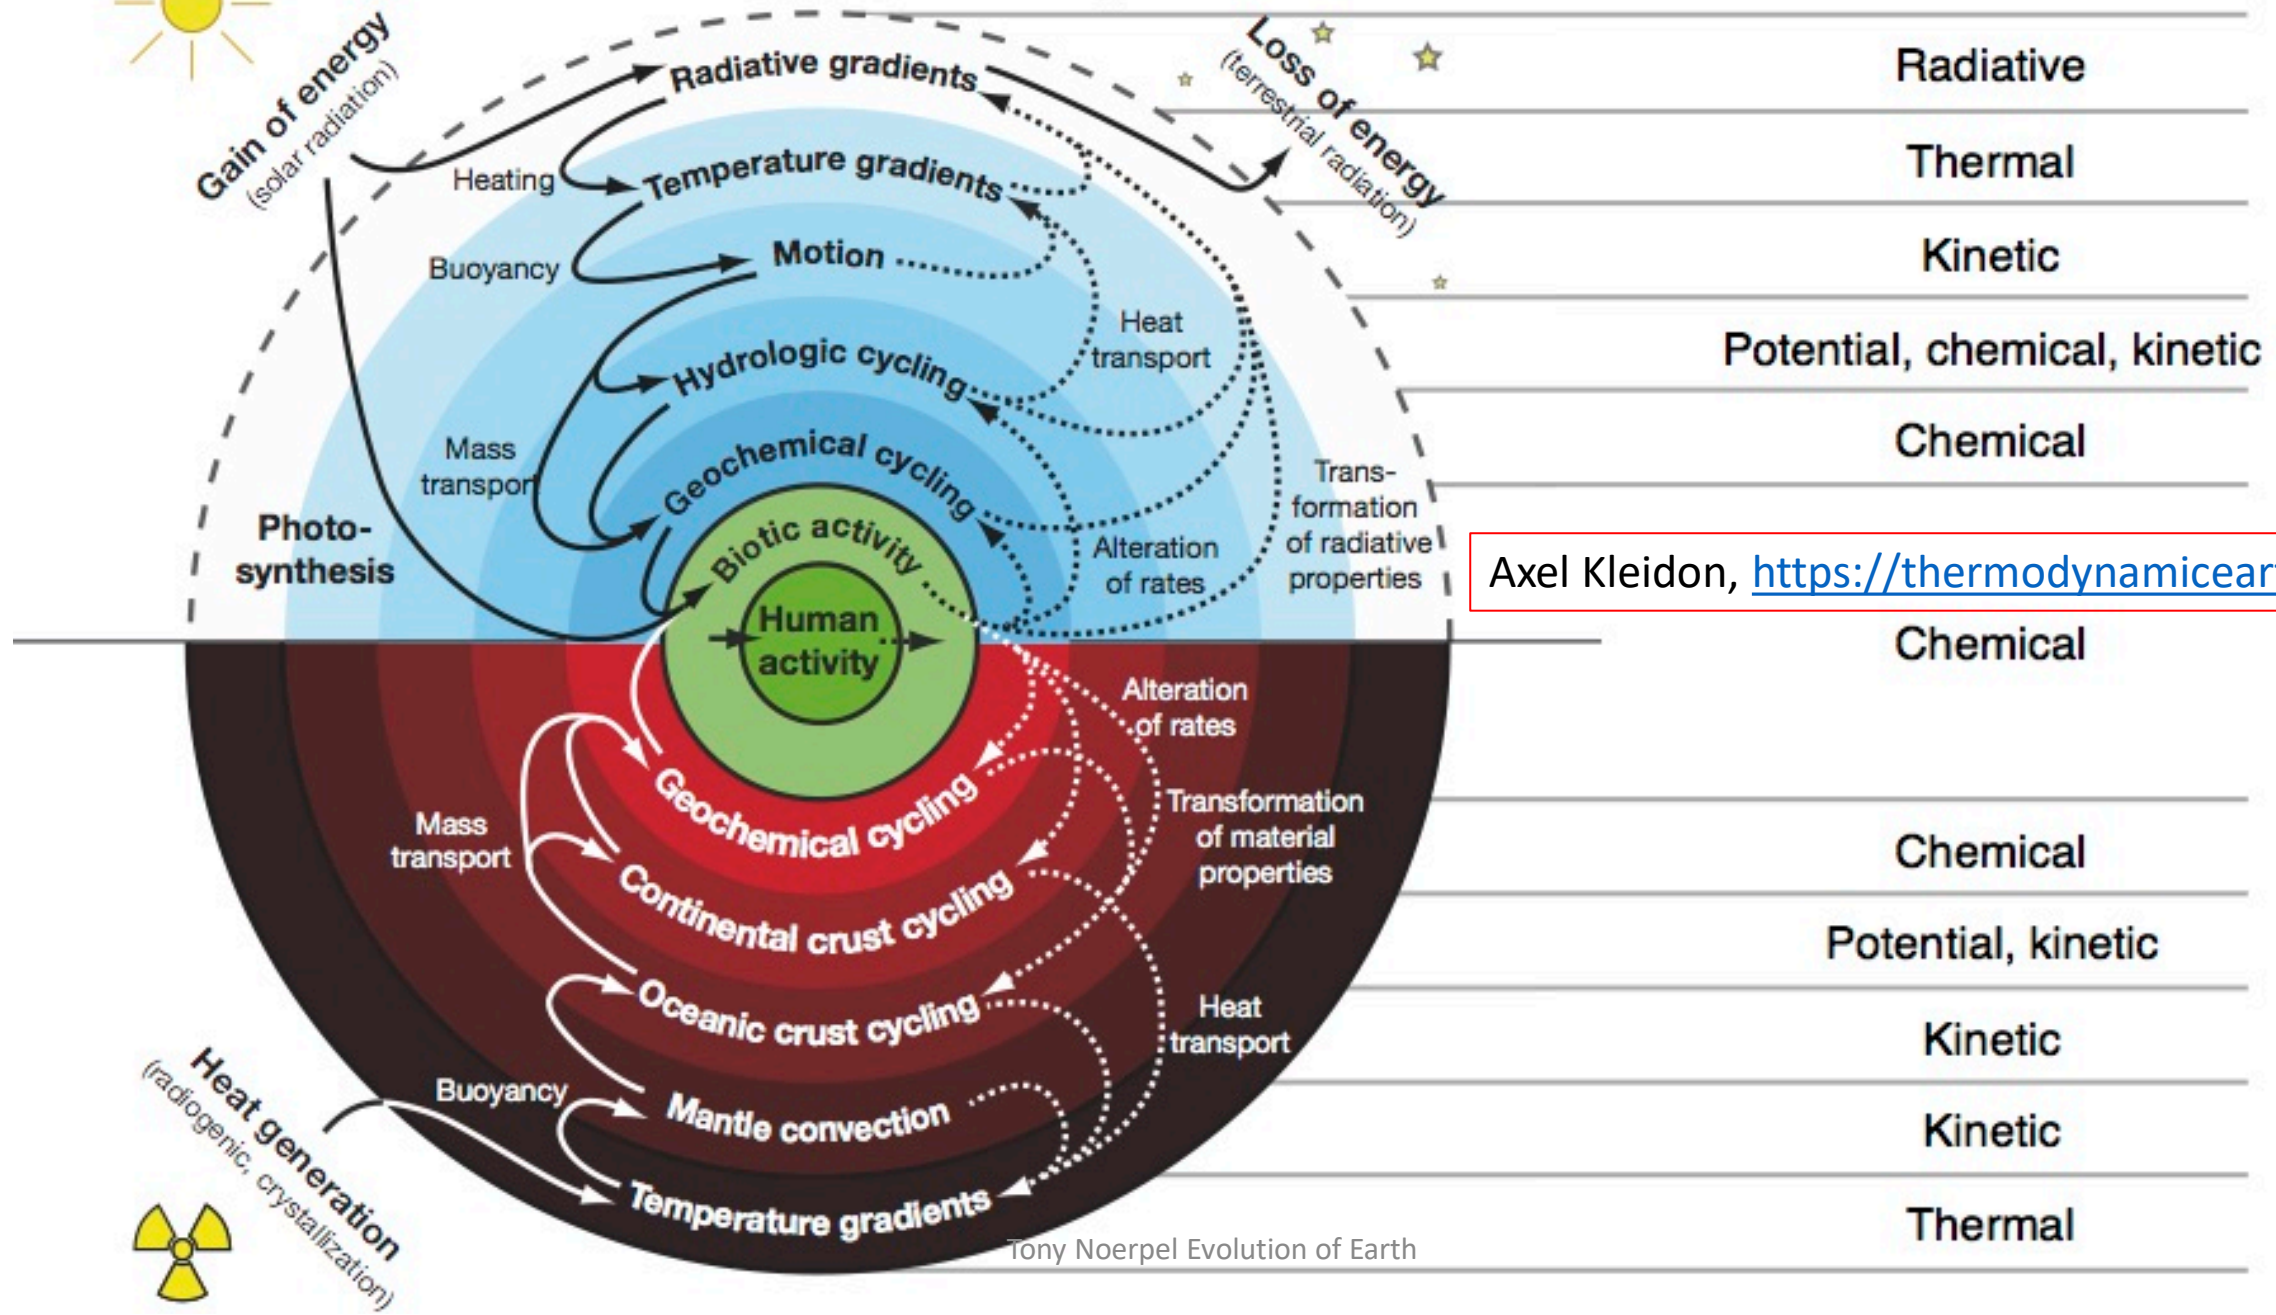 Gain of energy
(solar radiation)
Radiative gradients
Loss of energy
(terrestrial radiation)
Radiative
Heating
Temperature gradients
Thermal
Buoyancy
Motion
Kinetic
Heat
transport
Hydrologic cycling
Potential, chemical, kinetic
Mass
transport
Geochemical cycling
Chemical
Trans-
formation
of radiative
properties
Photo-
synthesis
Biotic activity
Alteration
of rates
Axel Kleidon, https://thermodynamicear
Human
activity
Chemical
Alteration
of rates
Mass
transport
Geochemical cycling
Transformation
of material
properties
Chemical
Continental crust cycling
Potential, kinetic
Oceanic crust cycling
Heat
transport
Kinetic
Heat generation
(radiogenic, crystallization)
Buoyancy
Mantle convection
Kinetic
Temperature gradients
Thermal
Tony Noerpel Evolution of Earth